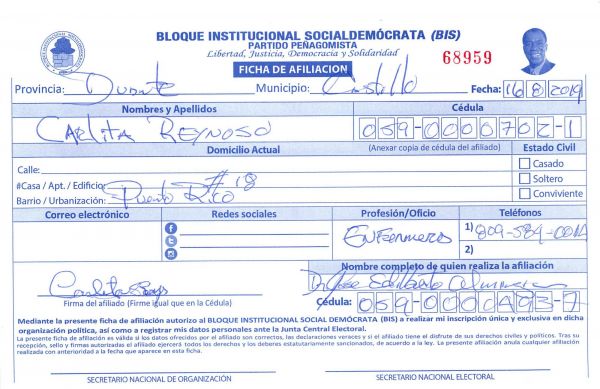 BLOQUE INSTITUCIONAL SOCIALDEMÓCRATA (BIS)
PARTIDO PEÑAGOMISTA
Libertad, Justicia, Democracia y Solidaridad
68959
FICHA DE AFILIACION
Provincia: Duarte Municipio: Castillo Fecha: 16/8/2019
Nombres y Apellidos Cédula
Carlita Reynoso 059-0000702-1
Domicilio Actual (Anexar copia de cédula del afiliado) Estado Civil
Calle: Casado
#Casa / Apt. / Edificio: #18 Soltero
Barrio / Urbanización: Puerto Rico Conviviente
Correo electrónico Redes sociales Profesión/Oficio Teléfonos
Enfermera 1) 809-584-
2)
Nombre completo de quien realiza la afiliación
Carlita Dr. Jose
Firma del afiliado (Firme igual que en la Cédula) Cédula: 059-0000493-7
Mediante la presente ficha de afiliación autorizo al BLOQUE INSTITUCIONAL SOCIAL DEMÓCRATA (BIS) a realizar mi inscripción única y exclusiva en dicha
organización política, así como a registrar mis datos personales ante la Junta Central Electoral.
La presente ficha de afiliación es válida si los datos ofrecidos por el afiliado son correctos, las declaraciones veraces y si el afiliado tiene el disfrute de sus derechos civiles y políticos. Tras su
recepción, sello y firmas autorizadas el afiliado ejercerá todos los derechos y los deberes estatutariamente sancionados, de acuerdo a la ley. La presente afiliación anula cualquier afiliación
realizada con anterioridad a la fecha que aparece en esta ficha.
SECRETARIO NACIONAL DE ORGANIZACIÓN SECRETARIO NACIONAL ELECTORAL